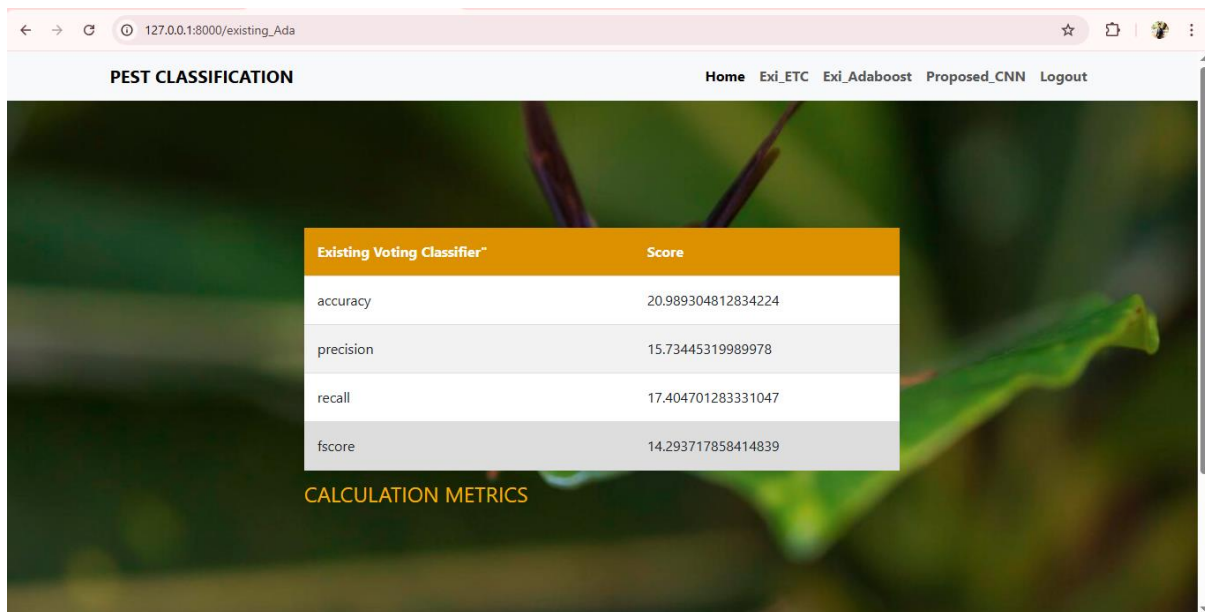 127.0.0.1:8000/existing_Ada
PEST CLASSIFICATION Home Exi_ETC Exi_Adaboost Proposed_CNN Logout
Existing Voting Classifier" Score
accuracy 20.989304812834224
precision 15.73445319989978
recall 17.404701283331047
fscore 14.293717858414839
CALCULATION METRICS